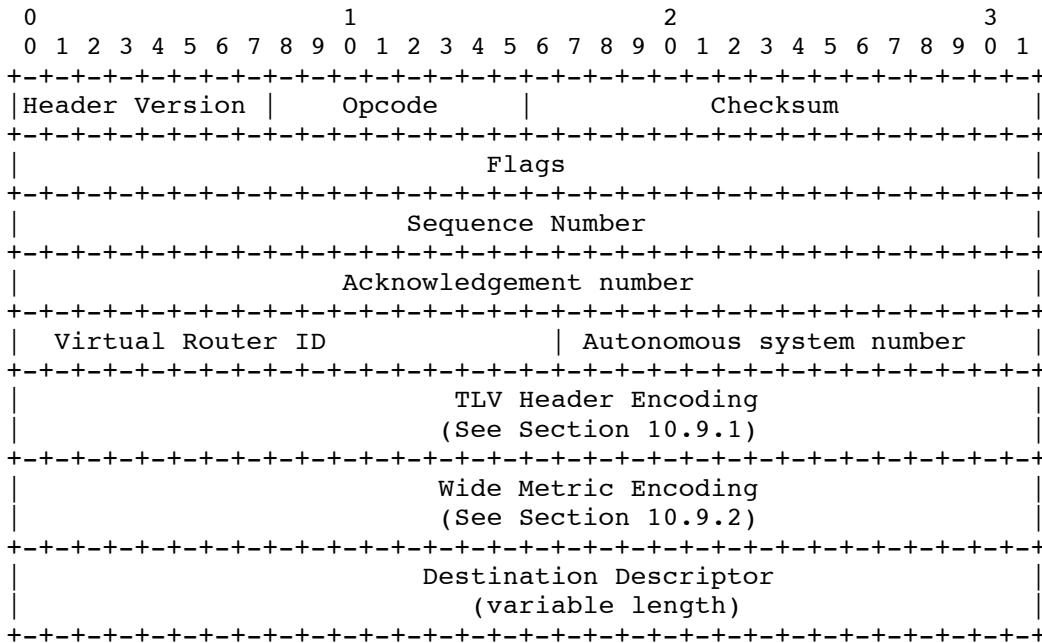 0                   1                   2                   3
 0 1 2 3 4 5 6 7 8 9 0 1 2 3 4 5 6 7 8 9 0 1 2 3 4 5 6 7 8 9 0 1
+-+-+-+-+-+-+-+-+-+-+-+-+-+-+-+-+-+-+-+-+-+-+-+-+-+-+-+-+-+-+-+-+
|Header Version |    Opcode     |           Checksum            |
+-+-+-+-+-+-+-+-+-+-+-+-+-+-+-+-+-+-+-+-+-+-+-+-+-+-+-+-+-+-+-+-+
|                             Flags                             |
+-+-+-+-+-+-+-+-+-+-+-+-+-+-+-+-+-+-+-+-+-+-+-+-+-+-+-+-+-+-+-+-+
|                        Sequence Number                        |
+-+-+-+-+-+-+-+-+-+-+-+-+-+-+-+-+-+-+-+-+-+-+-+-+-+-+-+-+-+-+-+-+
|                    Acknowledgement number                     |
+-+-+-+-+-+-+-+-+-+-+-+-+-+-+-+-+-+-+-+-+-+-+-+-+-+-+-+-+-+-+-+-+
|  Virtual Router ID              | Autonomous system number    |
+-+-+-+-+-+-+-+-+-+-+-+-+-+-+-+-+-+-+-+-+-+-+-+-+-+-+-+-+-+-+-+-+
|                           TLV Header Encoding                 |
|                          (See Section 10.9.1)                 |
+-+-+-+-+-+-+-+-+-+-+-+-+-+-+-+-+-+-+-+-+-+-+-+-+-+-+-+-+-+-+-+-+
|                          Wide Metric Encoding                 |
|                          (See Section 10.9.2)                 |
+-+-+-+-+-+-+-+-+-+-+-+-+-+-+-+-+-+-+-+-+-+-+-+-+-+-+-+-+-+-+-+-+
|                         Destination Descriptor                |
|                            (variable length)                  |
+-+-+-+-+-+-+-+-+-+-+-+-+-+-+-+-+-+-+-+-+-+-+-+-+-+-+-+-+-+-+-+-+